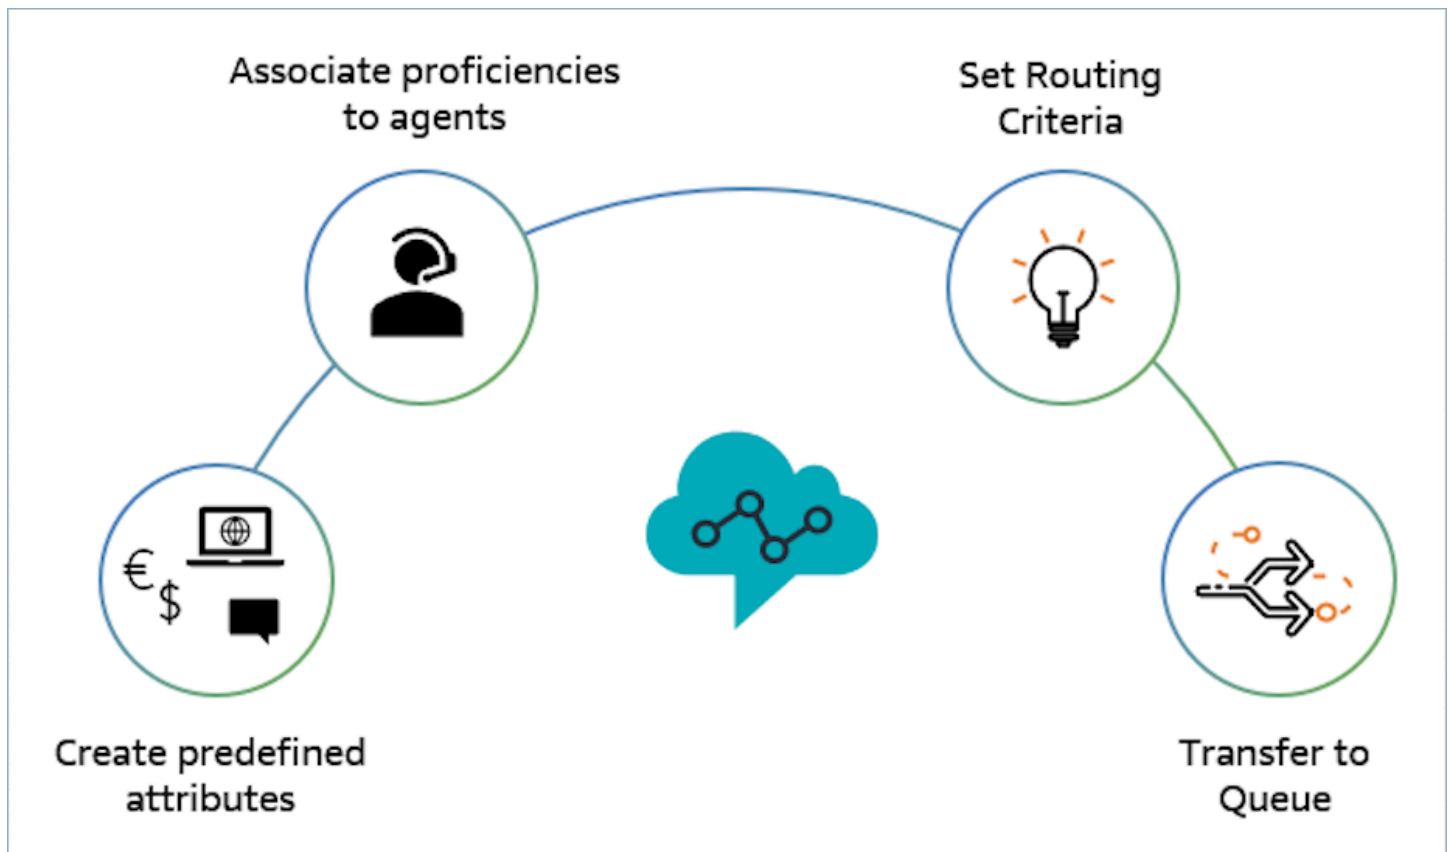 Associate proficiencies
to agents
Set Routing
Criteria
€
$
Create predefined
attributes
Transfer to
Queue